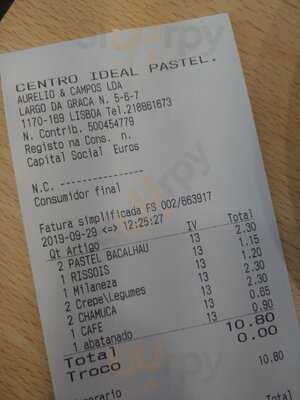 CENTRO IDEAL PASTEL.
AURELIO & CAMPOS LDA
LARGO DA GRACA N. 5-6-7
1170-169 LISBOA Tel.218861673
N. Contrib. 500454779
Registo na Cons. n.
Capital Social Euros
N.C. ---------------
Consumidor final
Fatura simplificada FS 002/663917
2019-09-29 <=> 12:25:27
Qt Artigo IV Total
2 PASTEL BACALHAU 13 2.30
1 RISSOIS 13 1.15
1 Milaneza 13 1.20
2 Crepe\Legumes 13 2.30
2 CHAMUCA 13 2.30
1 CAFE 13 0.65
1 abatanado 13 0.90
Total 10.80
Troco 0.00
10.80